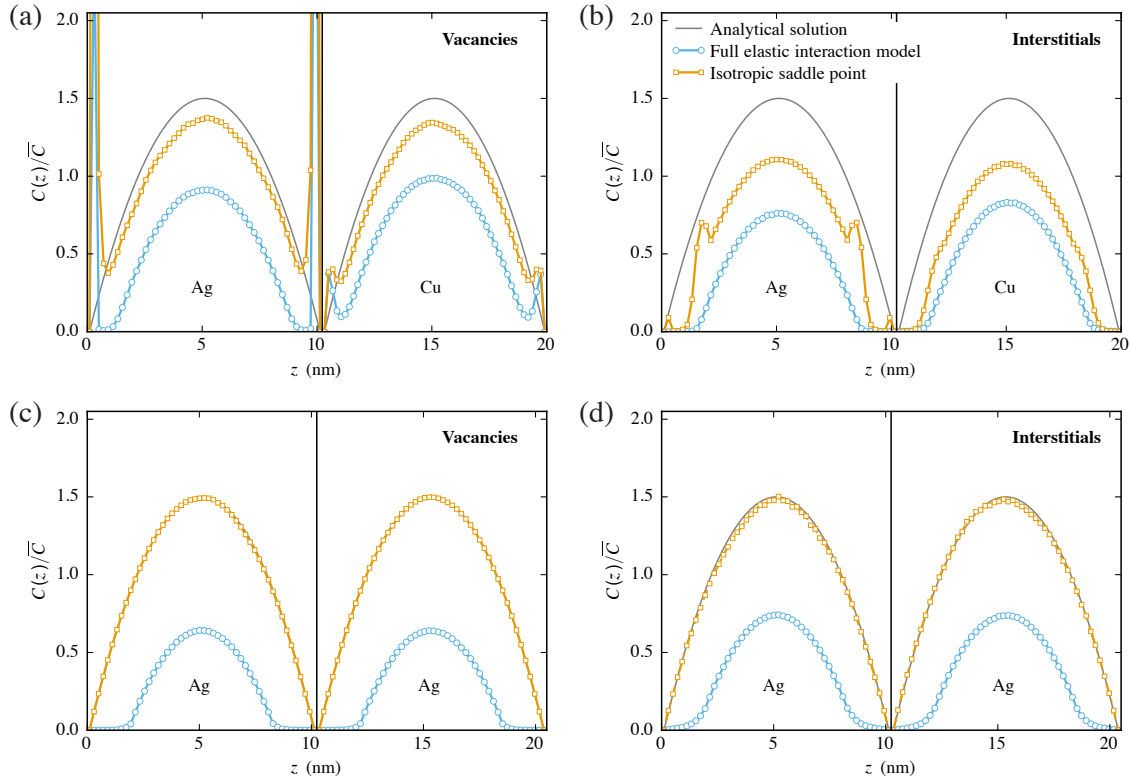 (a)
2.0
1.5
1.0
0.5
0.0
C(z)/C̅
Vacancies
Ag
Cu
0
5
10
15
20
z (nm)
(b)
2.0
1.5
1.0
0.5
0.0
C(z)/C̅
Analytical solution
Full elastic interaction model
Isotropic saddle point
Interstitials
Ag
Cu
0
5
10
15
20
z (nm)
(c)
2.0
1.5
1.0
0.5
0.0
C(z)/C̅
Vacancies
Ag
Ag
0
5
10
15
20
z (nm)
(d)
2.0
1.5
1.0
0.5
0.0
C(z)/C̅
Interstitials
Ag
Ag
0
5
10
15
20
z (nm)